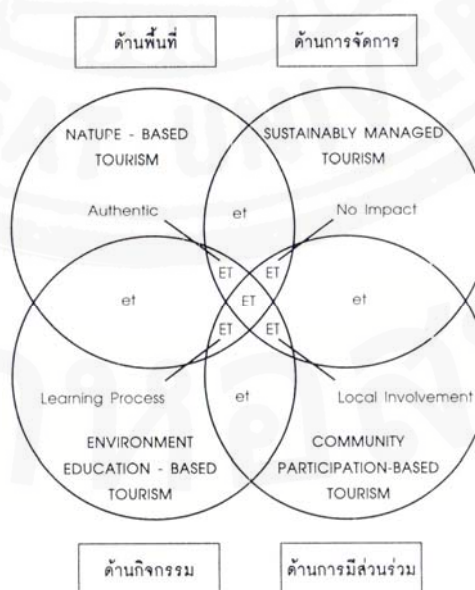 ด้านพื้นที่
ด้านการจัดการ
NATURE - BASED
TOURISM
SUSTAINABLY MANAGED
TOURISM
Authentic
et
No Impact
ET
ET
et
ET
et
ET
ET
Learning Process
et
Local Involvement
ENVIRONMENT
EDUCATION - BASED
TOURISM
COMMUNITY
PARTICIPATION-BASED
TOURISM
ด้านกิจกรรม
ด้านการมีส่วนร่วม